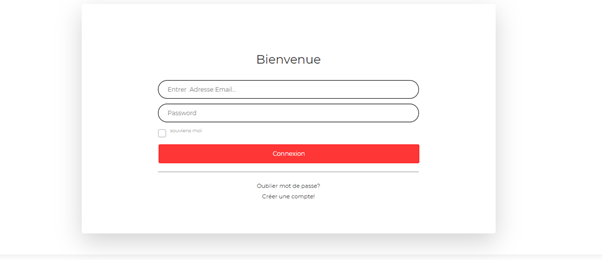 Bienvenue
Entrer Adresse Email...
Password
souviens-moi
Connexion
Oublier mot de passe?
Créer une compte!